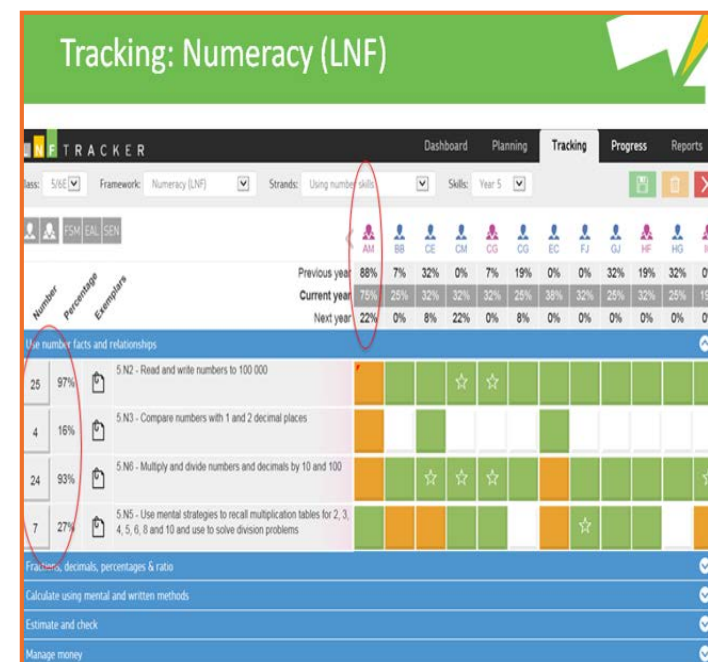 Tracking: Numeracy (LNF)
LNF TRACKER Dashboard Planning Tracking Progress Reports
Class: 5/6E Framework: Numeracy (LNF) Strands: Using number skills Skills: Year 5
FSM EAL SEN
AM BB CE CM CG CG EC FJ GJ HF HG
Number Percentage Exemplars
Previous year 88% 7% 32% 0% 7% 19% 0% 0% 32% 19% 32%
Current year 75% 25% 32% 32% 32% 25% 38% 32% 25% 32% 25%
Next year 22% 0% 8% 22% 0% 8% 0% 0% 0% 0% 0%
Use number facts and relationships
25 97% 5.N2 - Read and write numbers to 100 000
4 16% 5.N3 - Compare numbers with 1 and 2 decimal places
24 93% 5.N6 - Multiply and divide numbers and decimals by 10 and 100
7 27% 5.N5 - Use mental strategies to recall multiplication tables for 2, 3,
4, 5, 6, 8 and 10 and use to solve division problems
Fractions, decimals, percentages & ratio
Calculate using mental and written methods
Estimate and check
Manage money